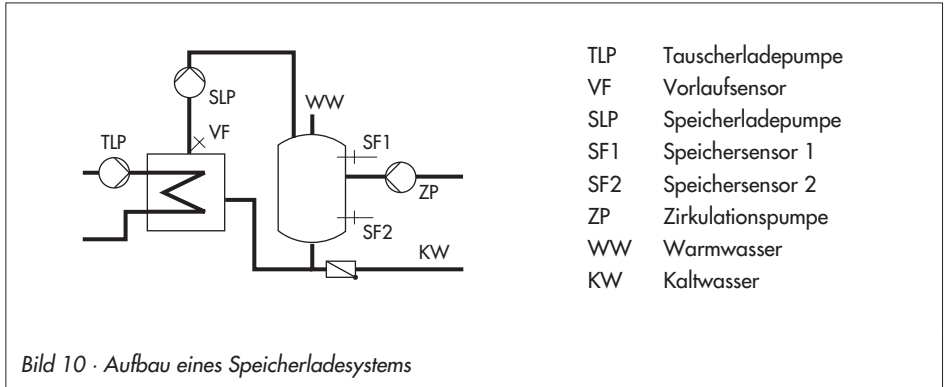 SLP
WW
VF
TLP
SF1
ZP
SF2
KW
TLP Tauscherladepumpe
VF Vorlaufsensor
SLP Speicherladepumpe
SF1 Speichersensor 1
SF2 Speichersensor 2
ZP Zirkulationspumpe
WW Warmwasser
KW Kaltwasser
Bild 10 · Aufbau eines Speicherladesystems